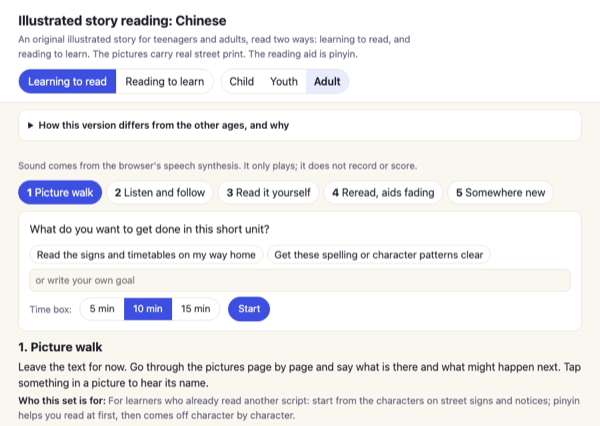 Illustrated story reading: Chinese
An original illustrated story for teenagers and adults, read two ways: learning to read, and
reading to learn. The pictures carry real street print. The reading aid is pinyin.
Learning to read Reading to learn Child Youth Adult
▶ How this version differs from the other ages, and why
Sound comes from the browser's speech synthesis. It only plays; it does not record or score.
1 Picture walk 2 Listen and follow 3 Read it yourself 4 Reread, aids fading 5 Somewhere new
What do you want to get done in this short unit?
Read the signs and timetables on my way home Get these spelling or character patterns clear
or write your own goal
Time box: 5 min 10 min 15 min Start
1. Picture walk
Leave the text for now. Go through the pictures page by page and say what is there and what might happen next. Tap
something in a picture to hear its name.
Who this set is for: For learners who already read another script: start from the characters on street signs and notices; pinyin
helps you read at first, then comes off character by character.